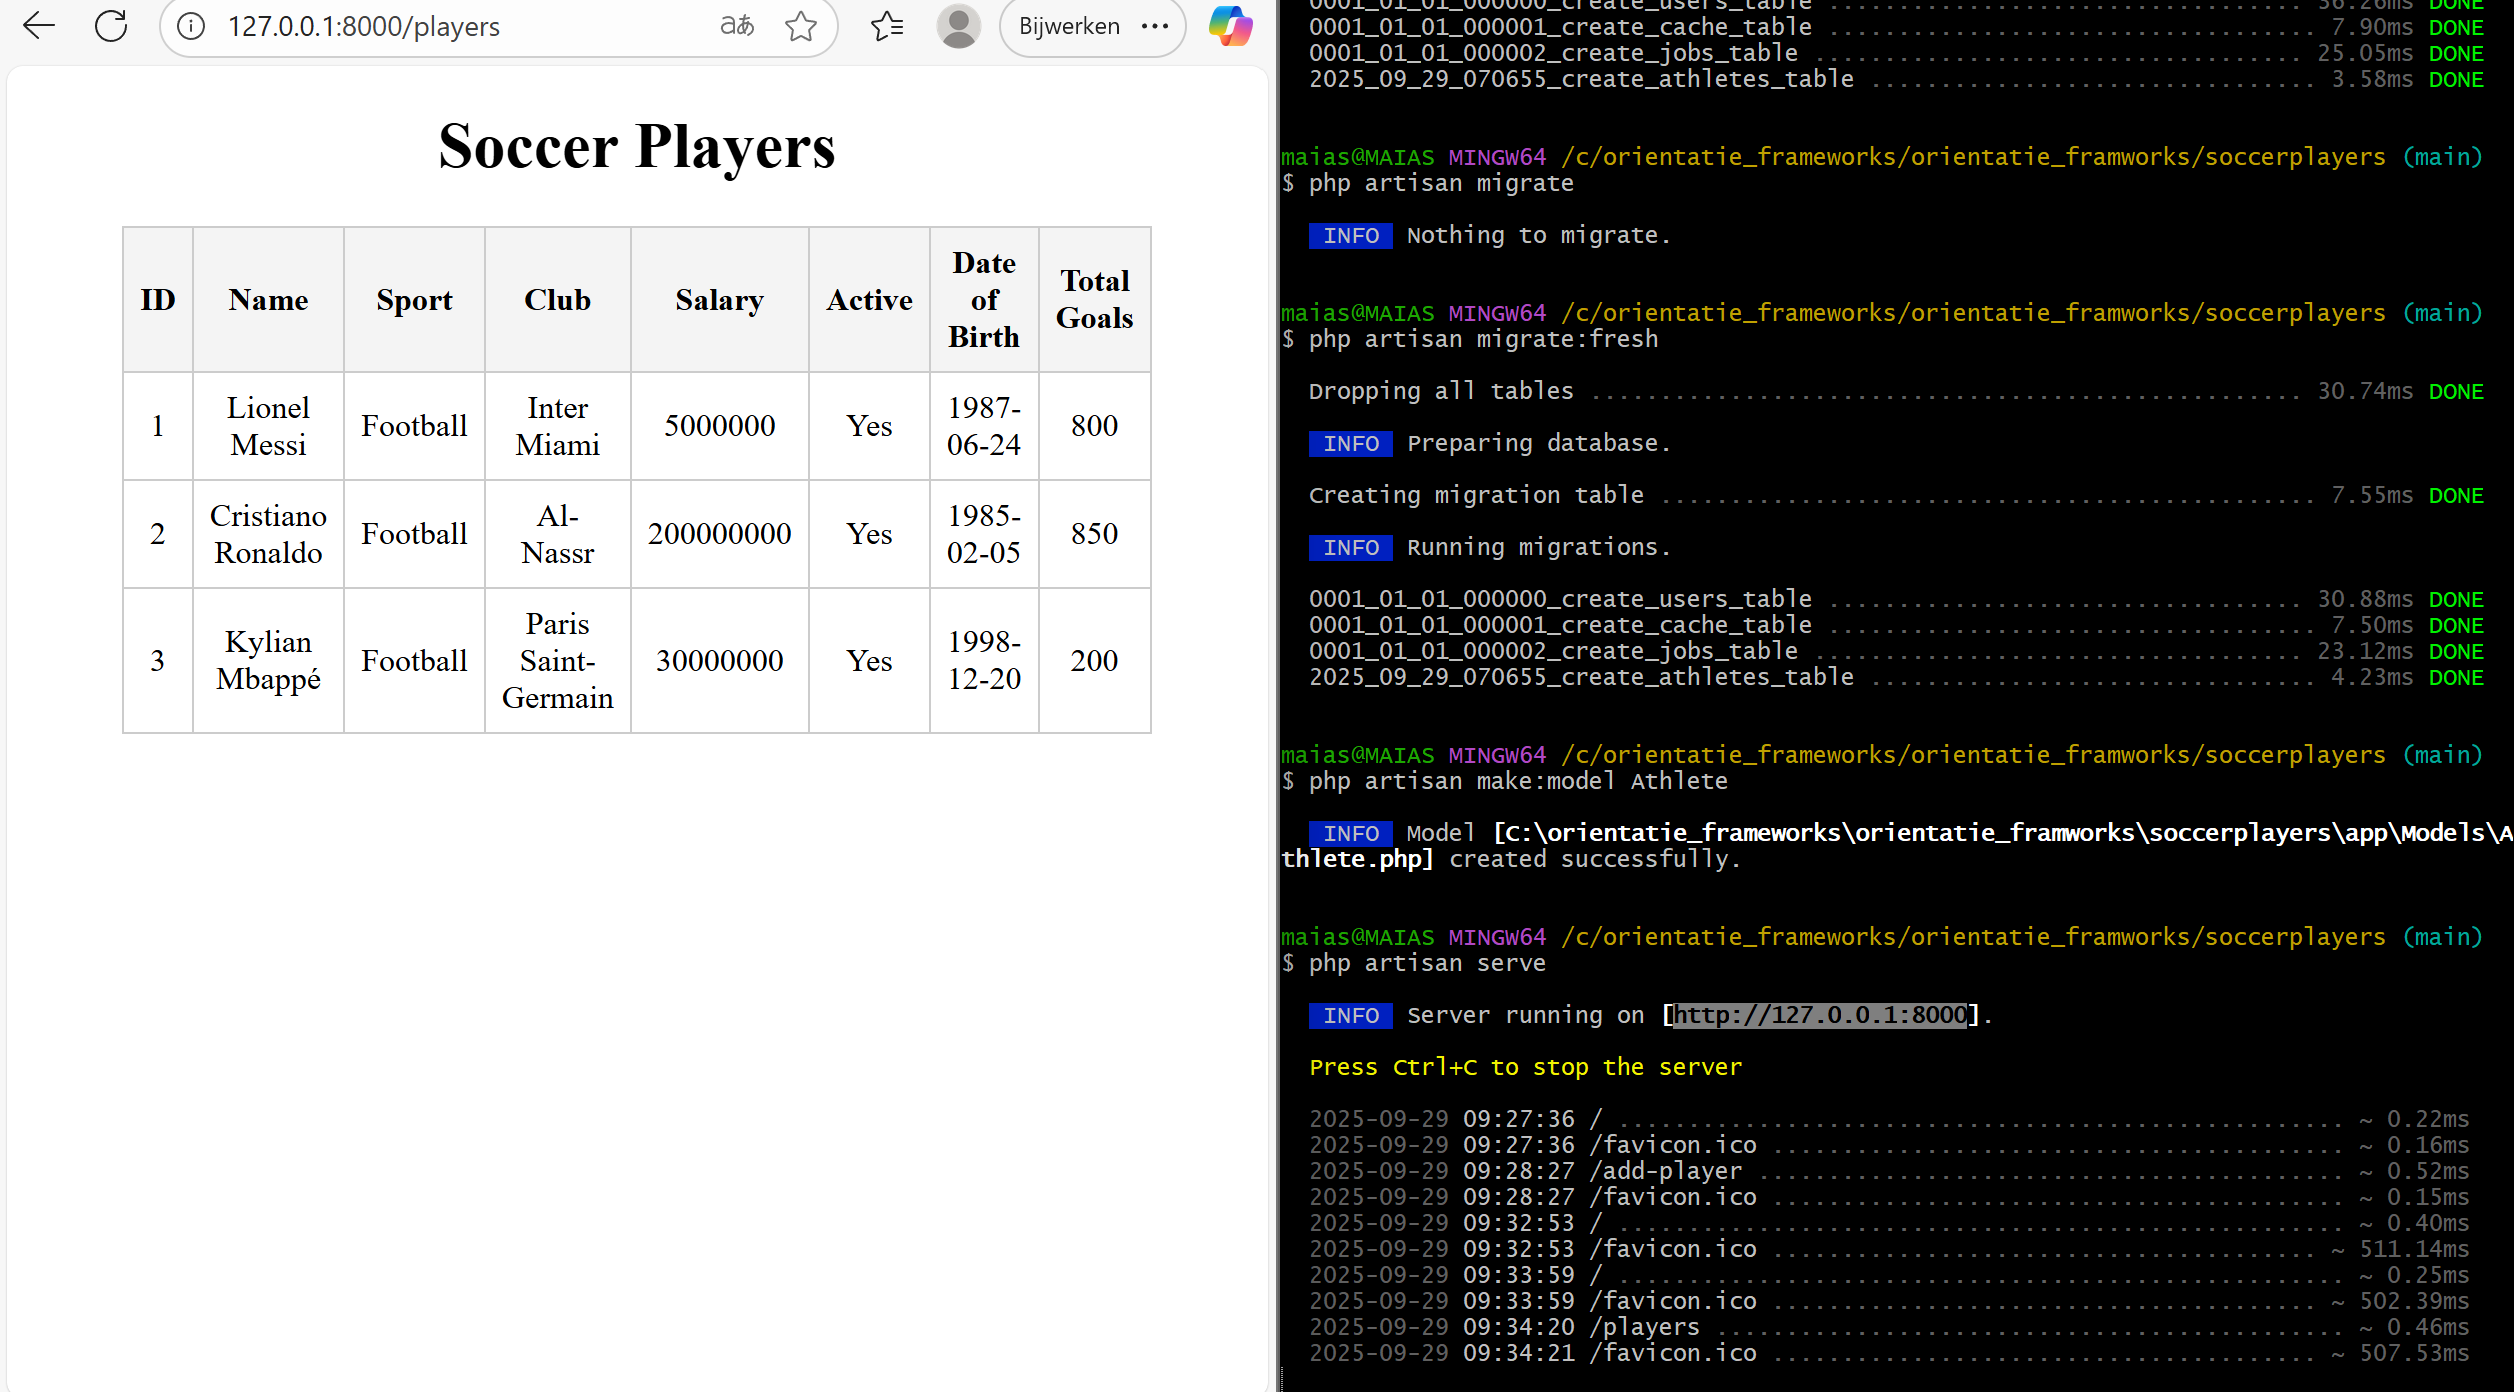 127.0.0.1:8000/players
aあ
Bijwerken
Soccer Players
ID Name Sport Club Salary Active Date of Birth Total Goals
1 Lionel Messi Football Inter Miami 5000000 Yes 1987-06-24 800
2 Cristiano Ronaldo Football Al-Nassr 200000000 Yes 1985-02-05 850
3 Kylian Mbappé Football Paris Saint-Germain 30000000 Yes 1998-12-20 200
0001_01_01_000000_create_users_table ................................. 36.26ms DONE
0001_01_01_000001_create_cache_table .................................. 7.90ms DONE
0001_01_01_000002_create_jobs_table .................................. 25.05ms DONE
2025_09_29_070655_create_athletes_table ............................... 3.58ms DONE
maias@MAIAS MINGW64 /c/orientatie_frameworks/orientatie_framworks/soccerplayers (main)
$ php artisan migrate
INFO Nothing to migrate.
maias@MAIAS MINGW64 /c/orientatie_frameworks/orientatie_framworks/soccerplayers (main)
$ php artisan migrate:fresh
Dropping all tables .................................................. 30.74ms DONE
INFO Preparing database.
Creating migration table .............................................. 7.55ms DONE
INFO Running migrations.
0001_01_01_000000_create_users_table ................................. 30.88ms DONE
0001_01_01_000001_create_cache_table .................................. 7.50ms DONE
0001_01_01_000002_create_jobs_table .................................. 23.12ms DONE
2025_09_29_070655_create_athletes_table ............................... 4.23ms DONE
maias@MAIAS MINGW64 /c/orientatie_frameworks/orientatie_framworks/soccerplayers (main)
$ php artisan make:model Athlete
INFO Model [C:\orientatie_frameworks\orientatie_framworks\soccerplayers\app\Models\A
thlete.php] created successfully.
maias@MAIAS MINGW64 /c/orientatie_frameworks/orientatie_framworks/soccerplayers (main)
$ php artisan serve
INFO Server running on [http://127.0.0.1:8000].
Press Ctrl+C to stop the server
2025-09-29 09:27:36 / ................................................... ~ 0.22ms
2025-09-29 09:27:36 /favicon.ico ........................................ ~ 0.16ms
2025-09-29 09:28:27 /add-player ......................................... ~ 0.52ms
2025-09-29 09:28:27 /favicon.ico ........................................ ~ 0.15ms
2025-09-29 09:32:53 / ................................................... ~ 0.40ms
2025-09-29 09:32:53 /favicon.ico ...................................... ~ 511.14ms
2025-09-29 09:33:59 / ................................................... ~ 0.25ms
2025-09-29 09:33:59 /favicon.ico ...................................... ~ 502.39ms
2025-09-29 09:34:20 /players ............................................ ~ 0.46ms
2025-09-29 09:34:21 /favicon.ico ...................................... ~ 507.53ms